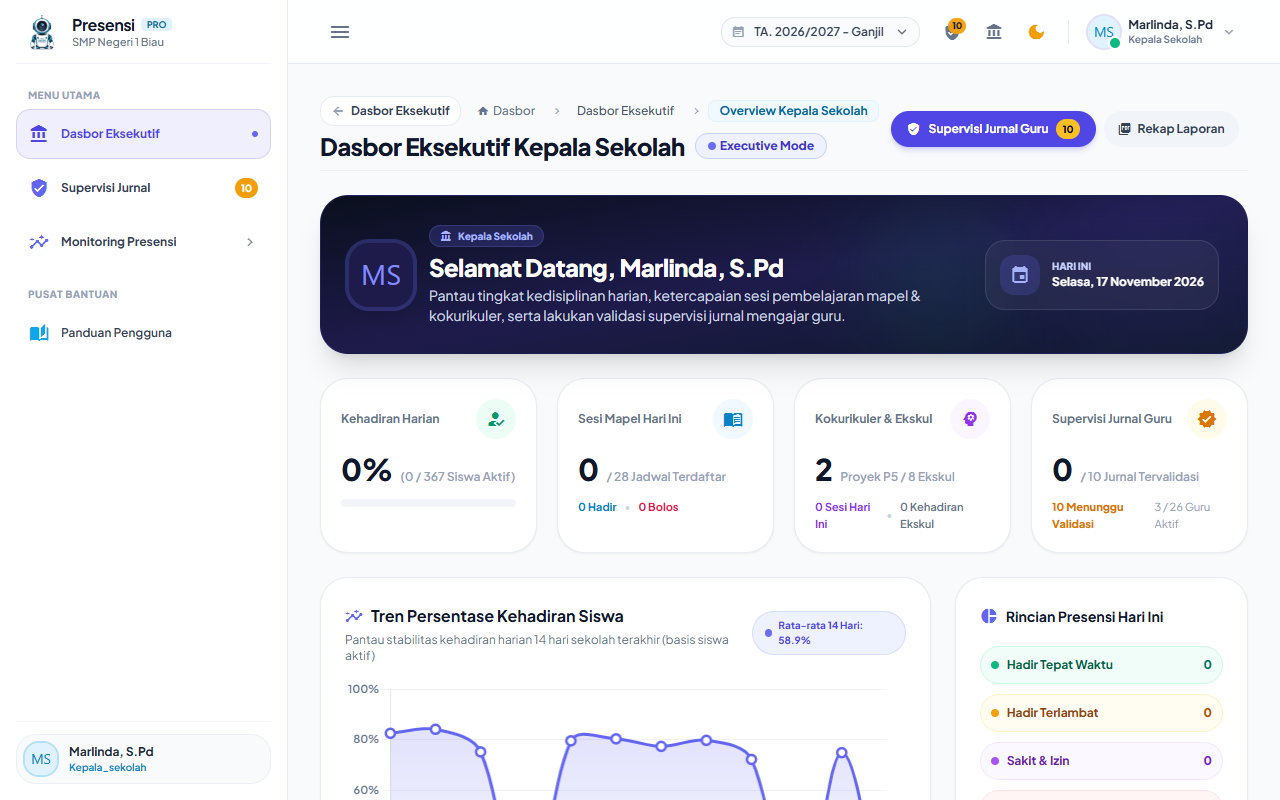 Presensi PRO
SMP Negeri 1 Biau
TA. 2026/2027 - Ganjil
10
MS
Marlinda, S.Pd
Kepala Sekolah
MENU UTAMA
Dasbor Eksekutif
Supervisi Jurnal 10
Monitoring Presensi
PUSAT BANTUAN
Panduan Pengguna
MS
Marlinda, S.Pd
Kepala_sekolah
Dasbor Eksekutif
Dasbor
Dasbor Eksekutif
Overview Kepala Sekolah
Dasbor Eksekutif Kepala Sekolah
Executive Mode
Supervisi Jurnal Guru 10
Rekap Laporan
MS
Kepala Sekolah
Selamat Datang, Marlinda, S.Pd
Pantau tingkat kedisiplinan harian, ketercapaian sesi pembelajaran mapel &
kokurikuler, serta lakukan validasi supervisi jurnal mengajar guru.
HARI INI
Selasa, 17 November 2026
Kehadiran Harian
0% (0 / 367 Siswa Aktif)
Sesi Mapel Hari Ini
0 / 28 Jadwal Terdaftar
0 Hadir • 0 Bolos
Kokurikuler & Ekskul
2 Proyek P5 / 8 Ekskul
0 Sesi Hari
Ini
•
0 Kehadiran
Ekskul
Supervisi Jurnal Guru
0 / 10 Jurnal Tervalidasi
10 Menunggu
Validasi
3 / 26 Guru
Aktif
Tren Persentase Kehadiran Siswa
Pantau stabilitas kehadiran harian 14 hari sekolah terakhir (basis siswa
aktif)
Rata-rata 14 Hari:
58.9%
100%
80%
60%
Rincian Presensi Hari Ini
Hadir Tepat Waktu 0
Hadir Terlambat 0
Sakit & Izin 0